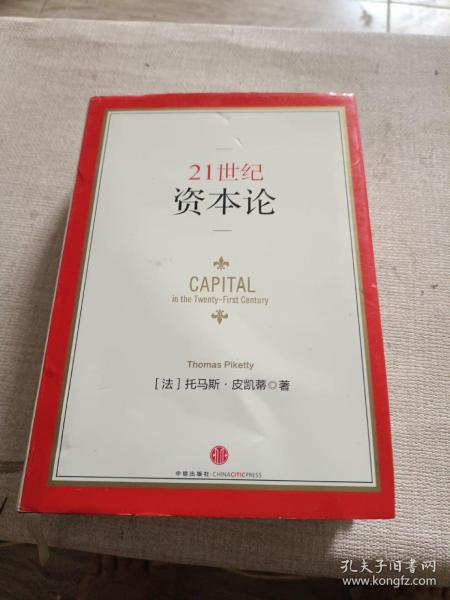 21世纪
资本论
CAPITAL
in the Twenty-First Century
Thomas Piketty
[法]托马斯·皮凯蒂◎著
中信出版社·CHINACITICPRESS
孔夫子旧书网
www.kongfz.com